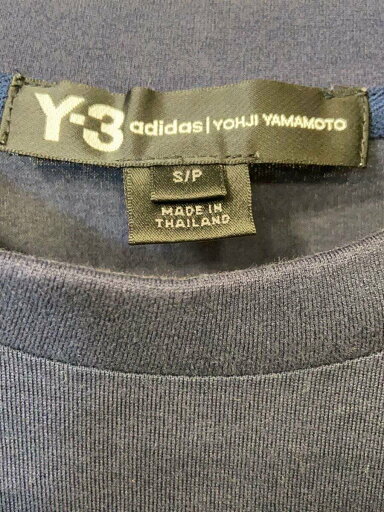 Y-3 adidas | YOHJI YAMAMOTO
S/P
MADE IN
THAILAND